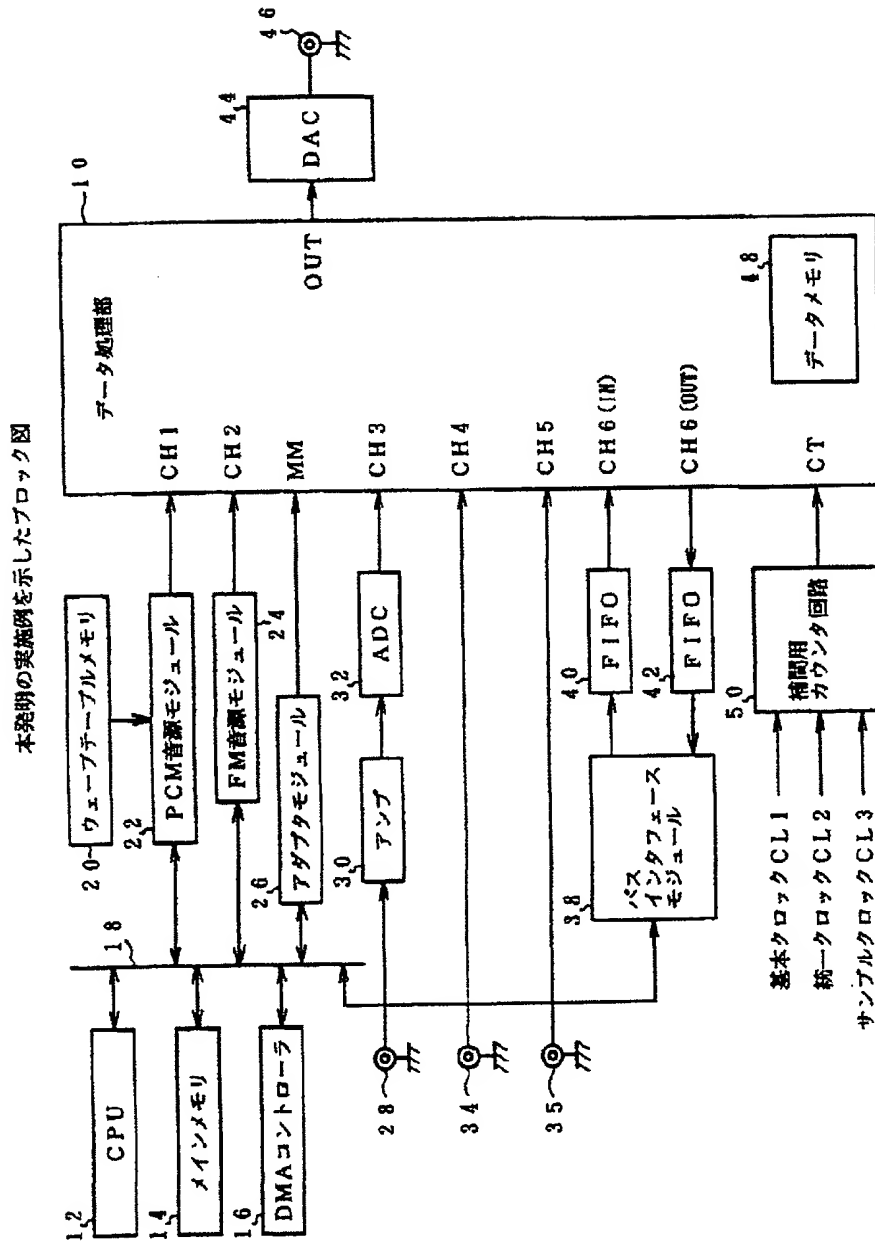 本発明の実施例を示したブロック図
12
CPU
14
メインメモリ
16
DMAコントローラ
18
20
ウェーブテーブルメモリ
22
PCM音源モジュール
FM音源モジュール
24
26
アダプタモジュール
28
30
アンプ
32
ADC
34
35
38
バス
インタフェース
モジュール
40
FIFO
42
FIFO
基本クロックCL1
統一クロックCL2
サンプルクロックCL3
50
補間用
カウンタ回路
10
データ処理部
CH1
CH2
MM
CH3
CH4
CH5
CH6(IN)
CH6(OUT)
CT
OUT
48
データメモリ
44
DAC
46